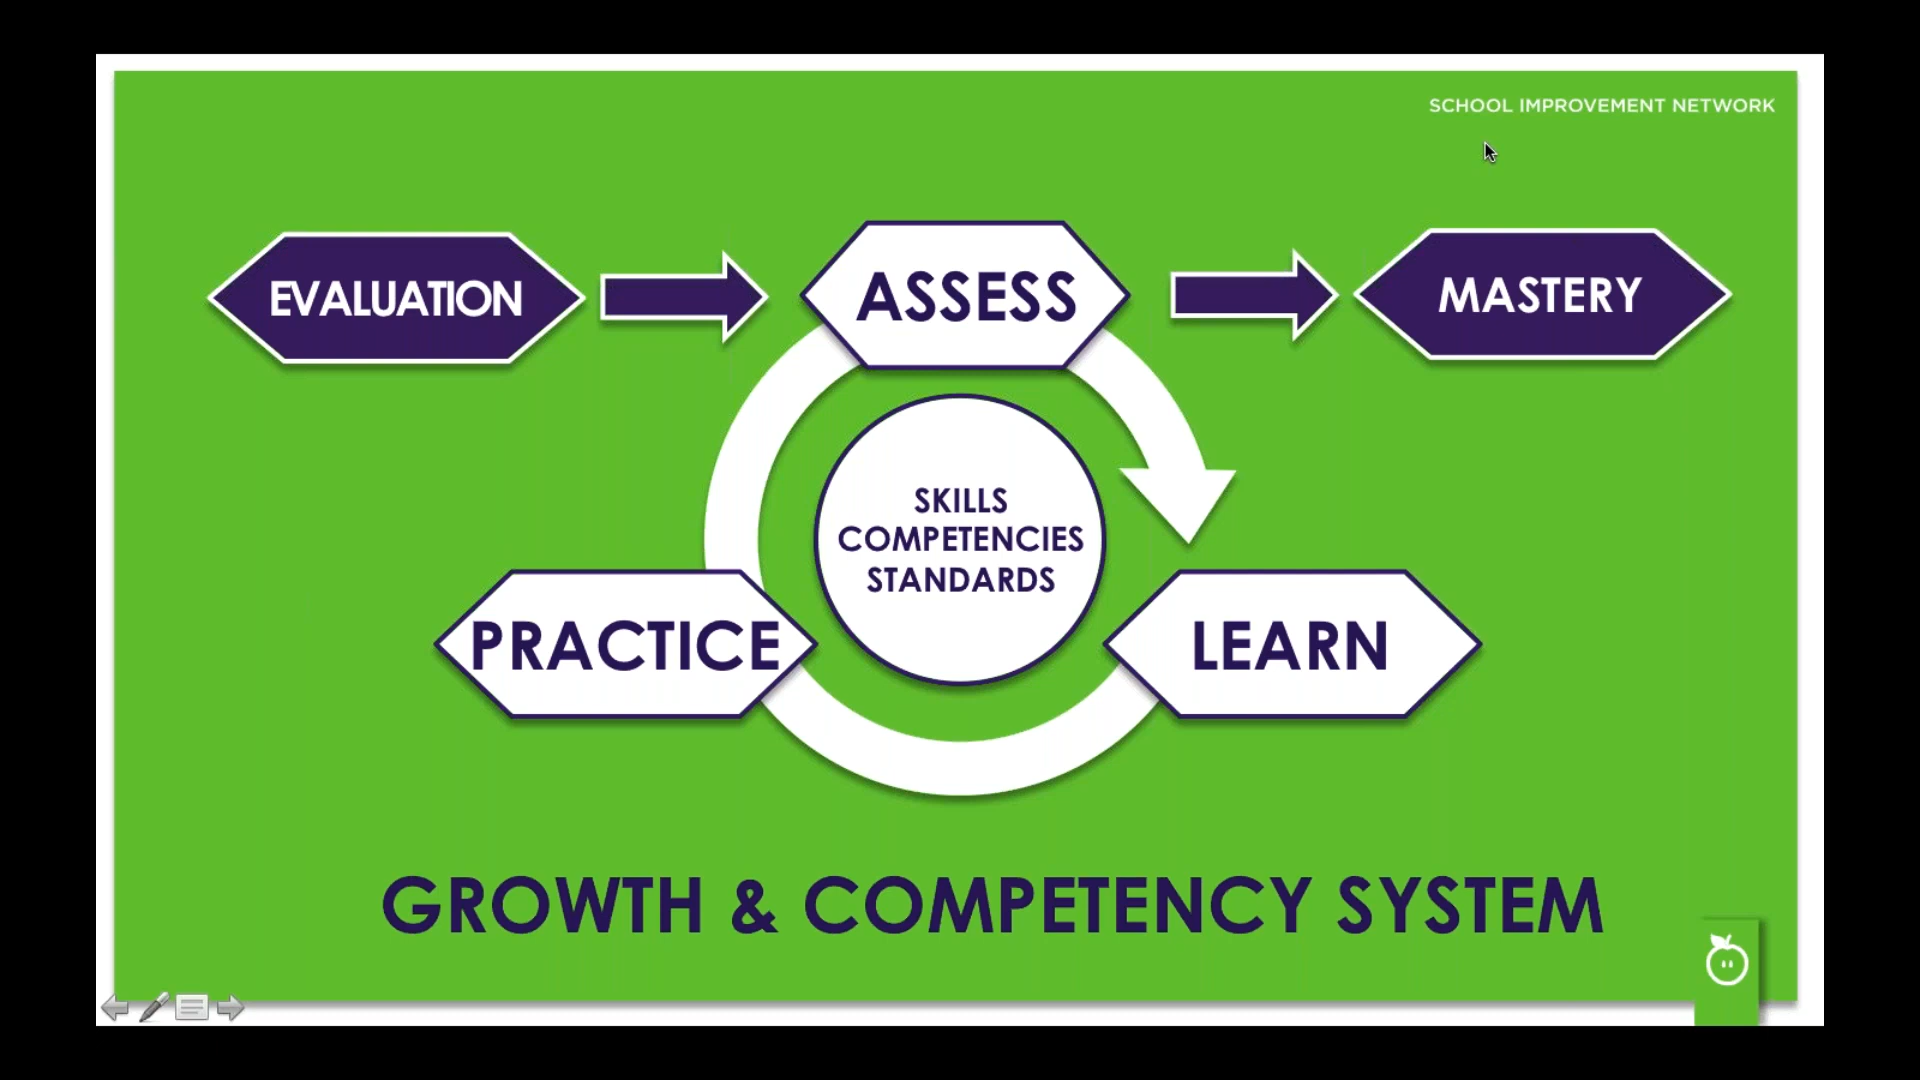 SCHOOL IMPROVEMENT NETWORK
EVALUATION
ASSESS
MASTERY
SKILLS
COMPETENCIES
STANDARDS
PRACTICE
LEARN
GROWTH & COMPETENCY SYSTEM